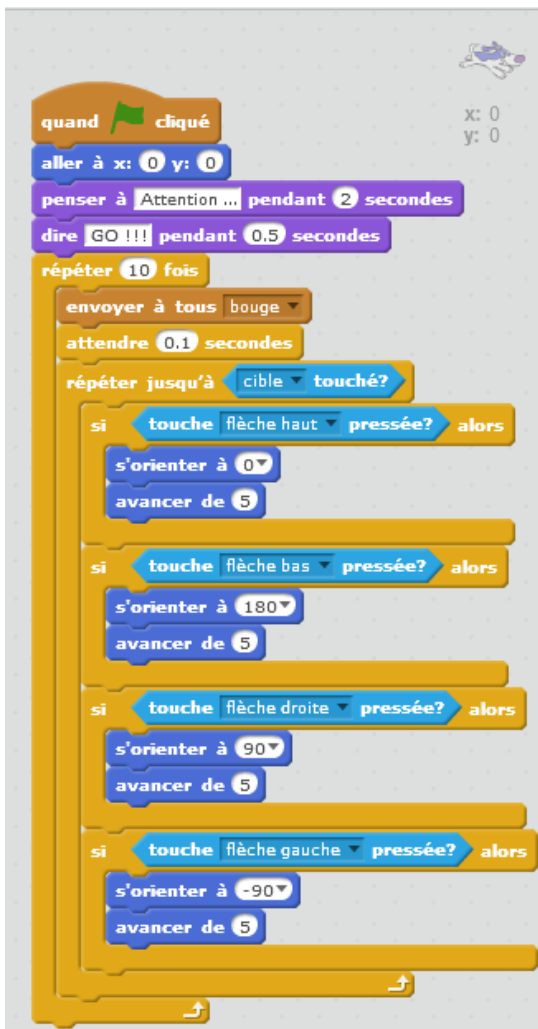 x: 0
y: 0
quand cliqué
aller à x: 0 y: 0
penser à Attention ... pendant 2 secondes
dire GO !!! pendant 0.5 secondes
répéter 10 fois
envoyer à tous bouge
attendre 0.1 secondes
répéter jusqu'à cible touché?
si touche flèche haut pressée? alors
s'orienter à 0
avancer de 5
si touche flèche bas pressée? alors
s'orienter à 180
avancer de 5
si touche flèche droite pressée? alors
s'orienter à 90
avancer de 5
si touche flèche gauche pressée? alors
s'orienter à -90
avancer de 5